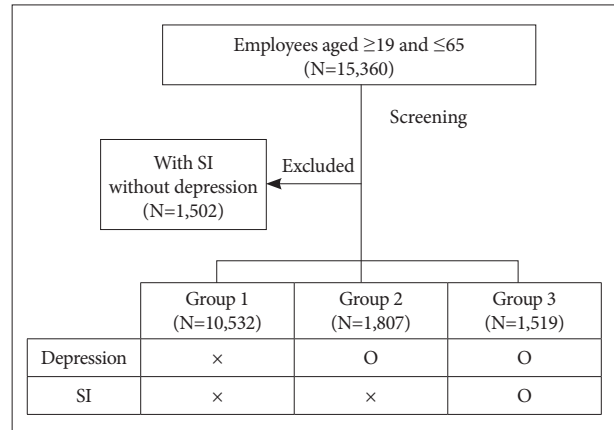 Employees aged ≥19 and ≤65
(N=15,360)
Screening
With SI
without depression
(N=1,502)
Excluded
Group 1 Group 2 Group 3
(N=10,532) (N=1,807) (N=1,519)
Depression × O O
SI × × O